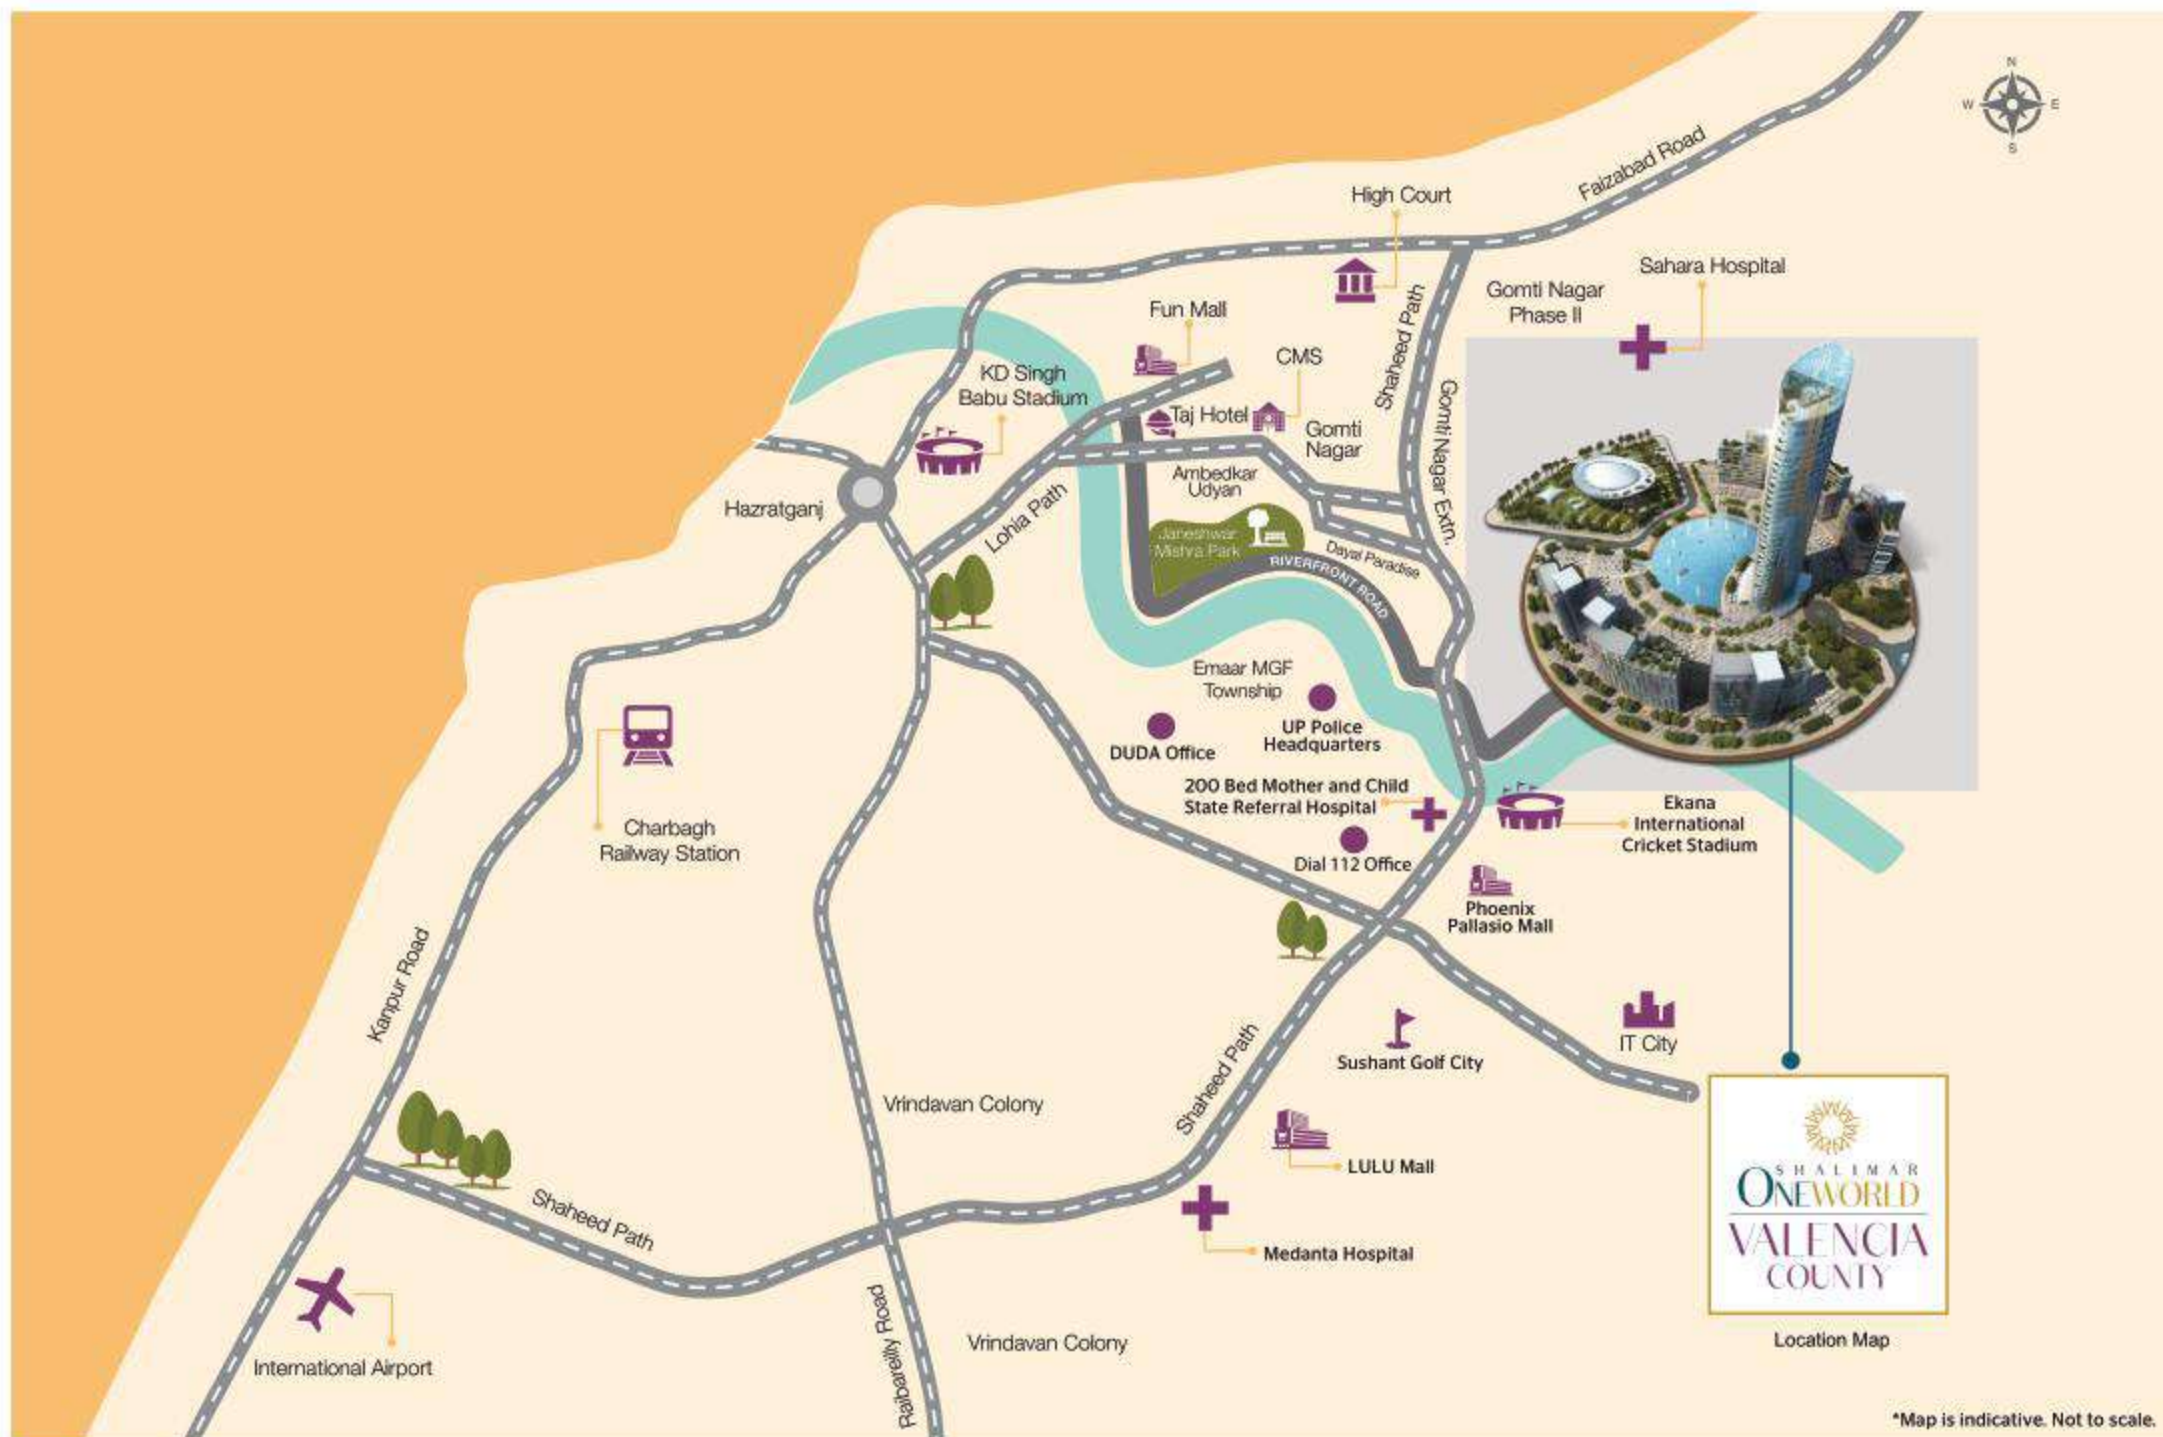 N
W
E
S
Faizabad Road
High Court
Sahara Hospital
Gomti Nagar
Phase II
Shaheed Path
Fun Mall
CMS
KD Singh
Babu Stadium
Taj Hotel
Gomti
Nagar
Gomti Nagar Extn.
Ambedkar
Udyan
Hazratganj
Lohia Path
Janeshwar
Mishra Park
Dayal Paradise
RIVERFRONT ROAD
Emaar MGF
Township
UP Police
Headquarters
DUDA Office
200 Bed Mother and Child
State Referral Hospital
Ekana
International
Cricket Stadium
Charbagh
Railway Station
Dial 112 Office
Phoenix
Pallasio Mall
Kanpur Road
IT City
Sushant Golf City
Shaheed Path
Vrindavan Colony
LULU Mall
Shaheed Path
Medanta Hospital
SHALIMAR
ONEWORLD
VALENCIA
COUNTY
Location Map
International Airport
Raibareilly Road
Vrindavan Colony
*Map is indicative. Not to scale.